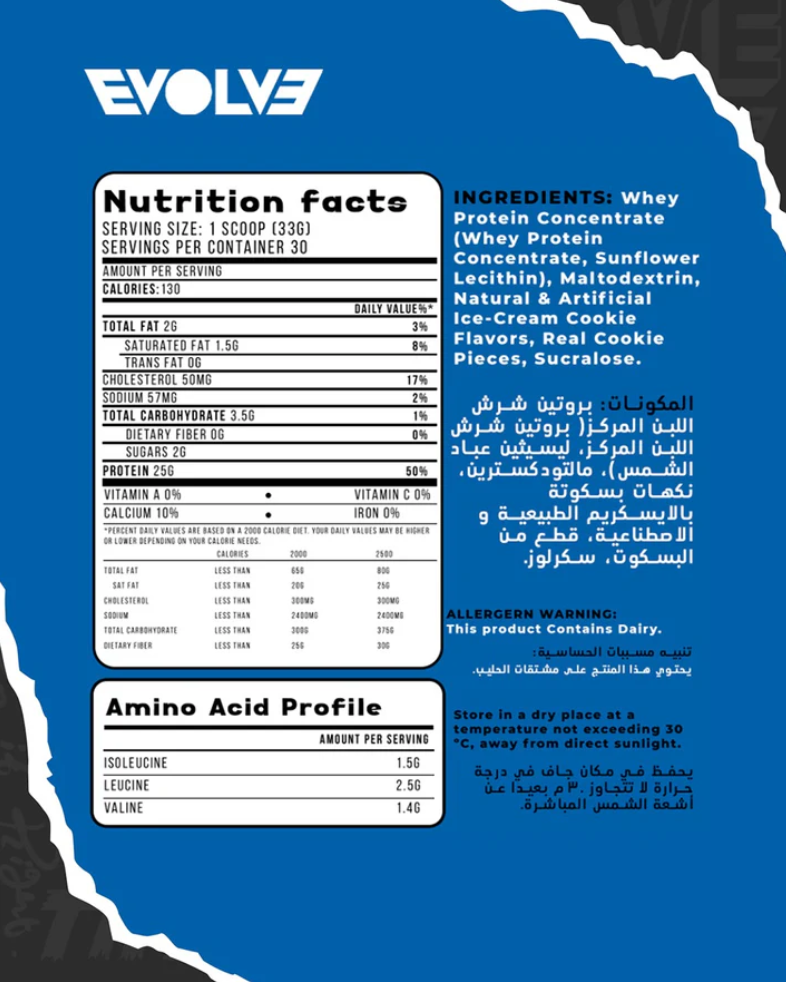 EVOLVE
Nutrition facts
SERVING SIZE: 1 SCOOP (33G)
SERVINGS PER CONTAINER 30
AMOUNT PER SERVING
CALORIES: 130
DAILY VALUE%*
TOTAL FAT 2G 3%
SATURATED FAT 1.5G 8%
TRANS FAT 0G
CHOLESTEROL 50MG 17%
SODIUM 57MG 2%
TOTAL CARBOHYDRATE 3.5G 1%
DIETARY FIBER 0G 0%
SUGARS 2G
PROTEIN 25G 50%
VITAMIN A 0% • VITAMIN C 0%
CALCIUM 10% • IRON 0%
*PERCENT DAILY VALUES ARE BASED ON A 2000 CALORIE DIET. YOUR DAILY VALUES MAY BE HIGHER
OR LOWER DEPENDING ON YOUR CALORIE NEEDS.
CALORIES 2000 2500
TOTAL FAT LESS THAN 65G 80G
SAT FAT LESS THAN 20G 25G
CHOLESTEROL LESS THAN 300MG 300MG
SODIUM LESS THAN 2400MG 2400MG
TOTAL CARBOHYDRATE LESS THAN 300G 375G
DIETARY FIBER LESS THAN 25G 30G
Amino Acid Profile
AMOUNT PER SERVING
ISOLEUCINE 1.5G
LEUCINE 2.5G
VALINE 1.4G
INGREDIENTS: Whey
Protein Concentrate
(Whey Protein
Concentrate, Sunflower
Lecithin), Maltodextrin,
Natural & Artificial
Ice-Cream Cookie
Flavors, Real Cookie
Pieces, Sucralose.
المكونات: بروتين شرش
اللبن المركز( بروتين شرش
اللبن المركز، ليسيثين عباد
الشمس)، مالتودكسترين،
نكهات بسكوتة
بالايسكريم الطبيعية و
الاصطناعية، قطع من
البسكوت، سكرلوز.
ALLERGERN WARNING:
This product Contains Dairy.
تنبيه مسببات الحساسية:
يحتوي هذا المنتج على مشتقات الحليب.
Store in a dry place at a
temperature not exceeding 30
°C, away from direct sunlight.
يحفظ في مكان جاف في درجة
حرارة لا تتجاوز ٣٠ م بعيدا عن
أشعة الشمس المباشرة.